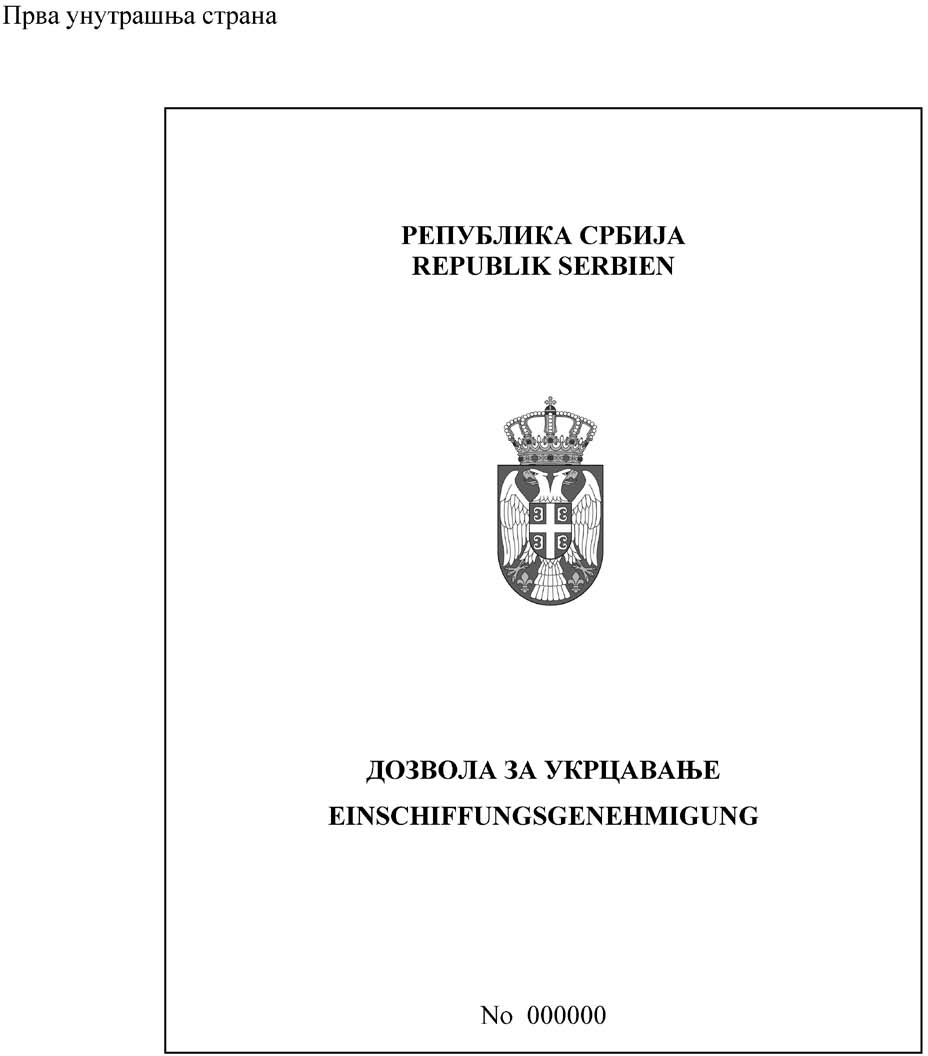 Прва унутрашња страна
РЕПУБЛИКА СРБИЈА
REPUBLIK SERBIEN
ДОЗВОЛА ЗА УКРЦАВАЊЕ
EINSCHIFFUNGSGENEHMIGUNG
No 000000